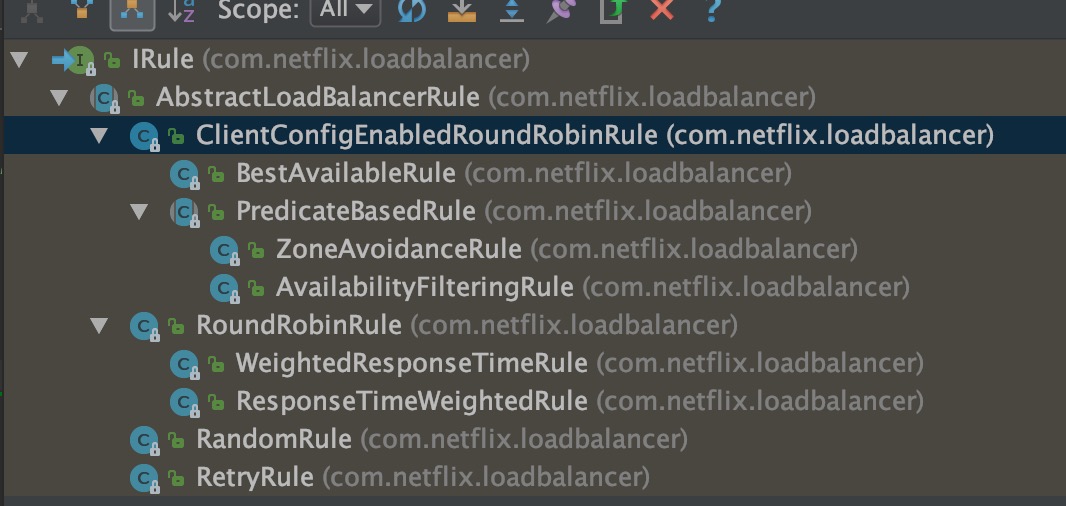 Scope: All
IRule (com.netflix.loadbalancer)
AbstractLoadBalancerRule (com.netflix.loadbalancer)
ClientConfigEnabledRoundRobinRule (com.netflix.loadbalancer)
BestAvailableRule (com.netflix.loadbalancer)
PredicateBasedRule (com.netflix.loadbalancer)
ZoneAvoidanceRule (com.netflix.loadbalancer)
AvailabilityFilteringRule (com.netflix.loadbalancer)
RoundRobinRule (com.netflix.loadbalancer)
WeightedResponseTimeRule (com.netflix.loadbalancer)
ResponseTimeWeightedRule (com.netflix.loadbalancer)
RandomRule (com.netflix.loadbalancer)
RetryRule (com.netflix.loadbalancer)